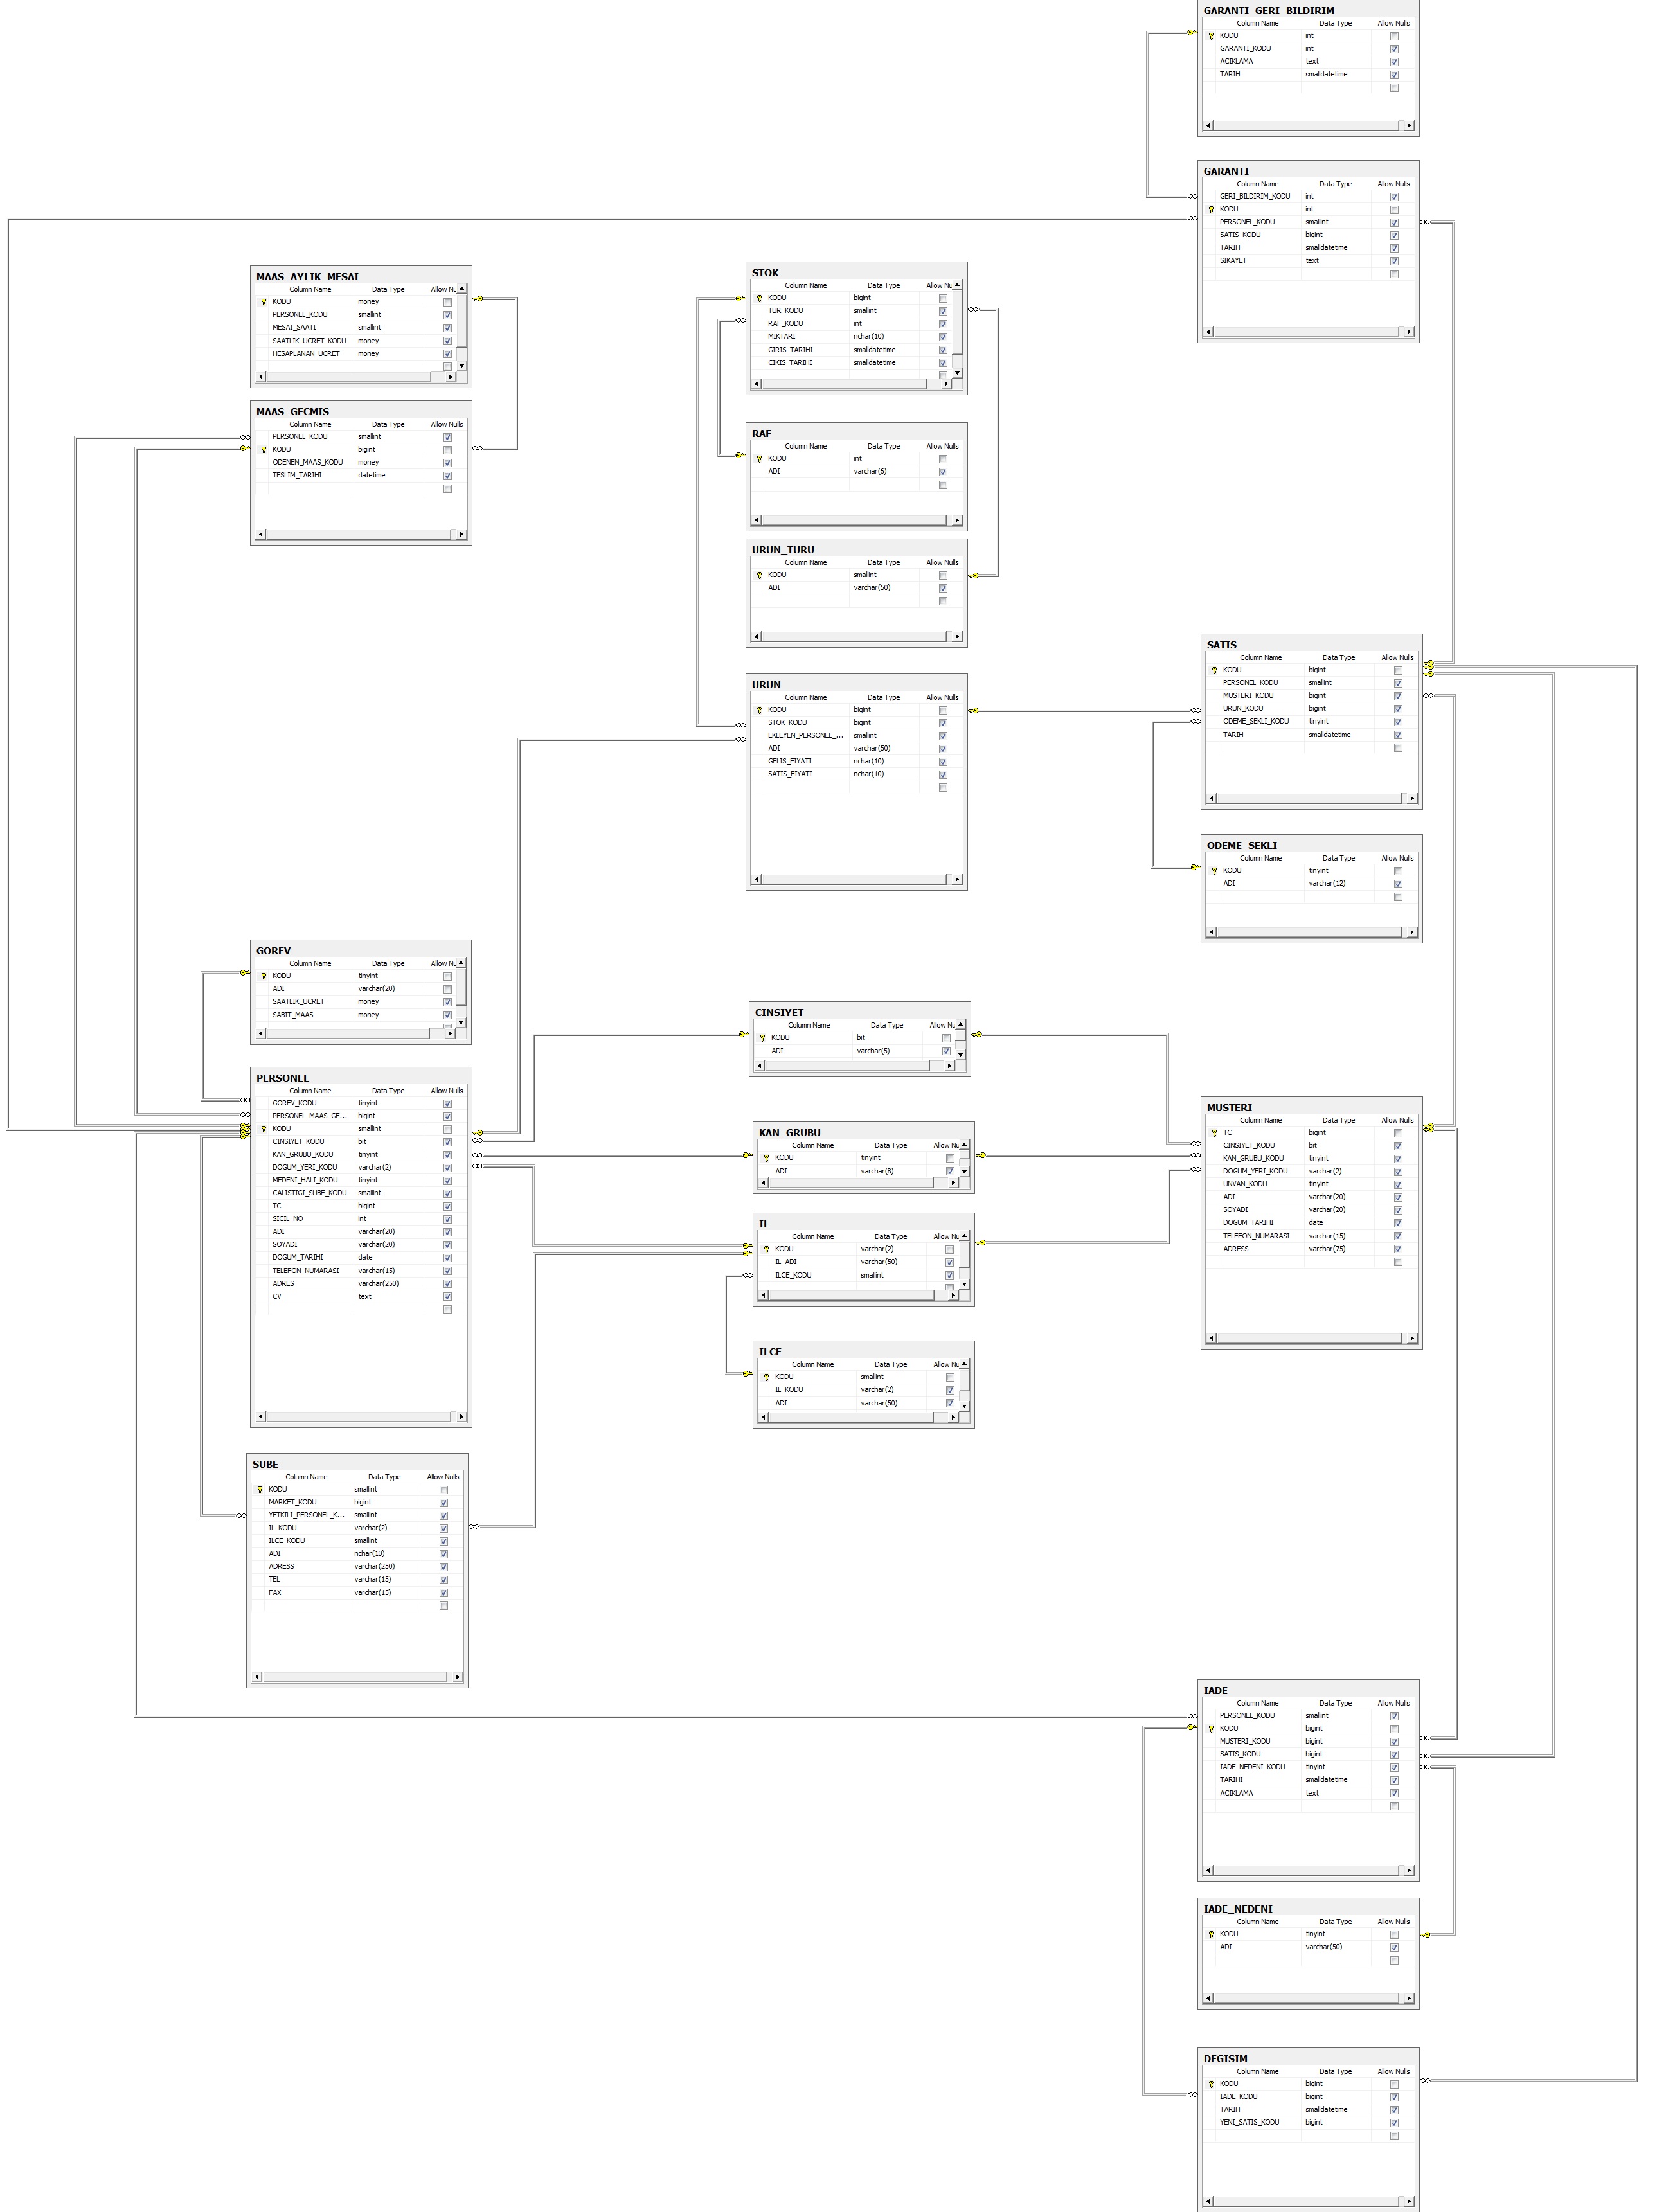 GARANTI_GERI_BILDIRIM
Column Name Data Type Allow Nulls
KODU int
GARANTI_KODU int
ACIKLAMA text
TARIH smalldatetime
GARANTI
Column Name Data Type Allow Nulls
GERI_BILDIRIM_KODU int
KODU int
PERSONEL_KODU smallint
SATIS_KODU bigint
TARIH smalldatetime
SIKAYET text
MAAS_AYLIK_MESAI
Column Name Data Type Allow Nu
KODU money
PERSONEL_KODU smallint
MESAI_SAATI smallint
SAATLIK_UCRET_KODU money
HESAPLANAN_UCRET money
MAAS_GECMIS
Column Name Data Type Allow Nulls
PERSONEL_KODU smallint
KODU bigint
ODENEN_MAAS_KODU money
TESLIM_TARIHI datetime
STOK
Column Name Data Type Allow Nu
KODU bigint
TUR_KODU smallint
RAF_KODU int
MIKTARI nchar(10)
GIRIS_TARIHI smalldatetime
CIKIS_TARIHI smalldatetime
RAF
Column Name Data Type Allow Nulls
KODU int
ADI varchar(6)
URUN_TURU
Column Name Data Type Allow Nulls
KODU smallint
ADI varchar(50)
URUN
Column Name Data Type Allow Nulls
KODU bigint
STOK_KODU bigint
EKLEYEN_PERSONEL_... smallint
ADI varchar(50)
GELIS_FIYATI nchar(10)
SATIS_FIYATI nchar(10)
SATIS
Column Name Data Type Allow Nulls
KODU bigint
PERSONEL_KODU smallint
MUSTERI_KODU bigint
URUN_KODU bigint
ODEME_SEKLI_KODU tinyint
TARIH smalldatetime
ODEME_SEKLI
Column Name Data Type Allow Nulls
KODU tinyint
ADI varchar(12)
GOREV
Column Name Data Type Allow Nu
KODU tinyint
ADI varchar(20)
SAATLIK_UCRET money
SABIT_MAAS money
PERSONEL
Column Name Data Type Allow Nulls
GOREV_KODU tinyint
PERSONEL_MAAS_GE... bigint
KODU smallint
CINSIYET_KODU bit
KAN_GRUBU_KODU tinyint
DOGUM_YERI_KODU varchar(2)
MEDENI_HALI_KODU tinyint
CALISTIGI_SUBE_KODU smallint
TC bigint
SICIL_NO int
ADI varchar(20)
SOYADI varchar(20)
DOGUM_TARIHI date
TELEFON_NUMARASI varchar(15)
ADRES varchar(250)
CV text
CINSIYET
Column Name Data Type Allow Nu
KODU bit
ADI varchar(5)
KAN_GRUBU
Column Name Data Type Allow Nu
KODU tinyint
ADI varchar(8)
IL
Column Name Data Type Allow Nu
KODU varchar(2)
IL_ADI varchar(50)
ILCE_KODU smallint
ILCE
Column Name Data Type Allow Nu
KODU smallint
IL_KODU varchar(2)
ADI varchar(50)
MUSTERI
Column Name Data Type Allow Nulls
TC bigint
CINSIYET_KODU bit
KAN_GRUBU_KODU tinyint
DOGUM_YERI_KODU varchar(2)
UNVAN_KODU tinyint
ADI varchar(20)
SOYADI varchar(20)
DOGUM_TARIHI date
TELEFON_NUMARASI varchar(15)
ADRESS varchar(75)
SUBE
Column Name Data Type Allow Nulls
KODU smallint
MARKET_KODU bigint
YETKILI_PERSONEL_K... smallint
IL_KODU varchar(2)
ILCE_KODU smallint
ADI nchar(10)
ADRESS varchar(250)
TEL varchar(15)
FAX varchar(15)
IADE
Column Name Data Type Allow Nulls
PERSONEL_KODU smallint
KODU bigint
MUSTERI_KODU bigint
SATIS_KODU bigint
IADE_NEDENI_KODU tinyint
TARIHI smalldatetime
ACIKLAMA text
IADE_NEDENI
Column Name Data Type Allow Nulls
KODU tinyint
ADI varchar(50)
DEGISIM
Column Name Data Type Allow Nulls
KODU bigint
IADE_KODU bigint
TARIH smalldatetime
YENI_SATIS_KODU bigint